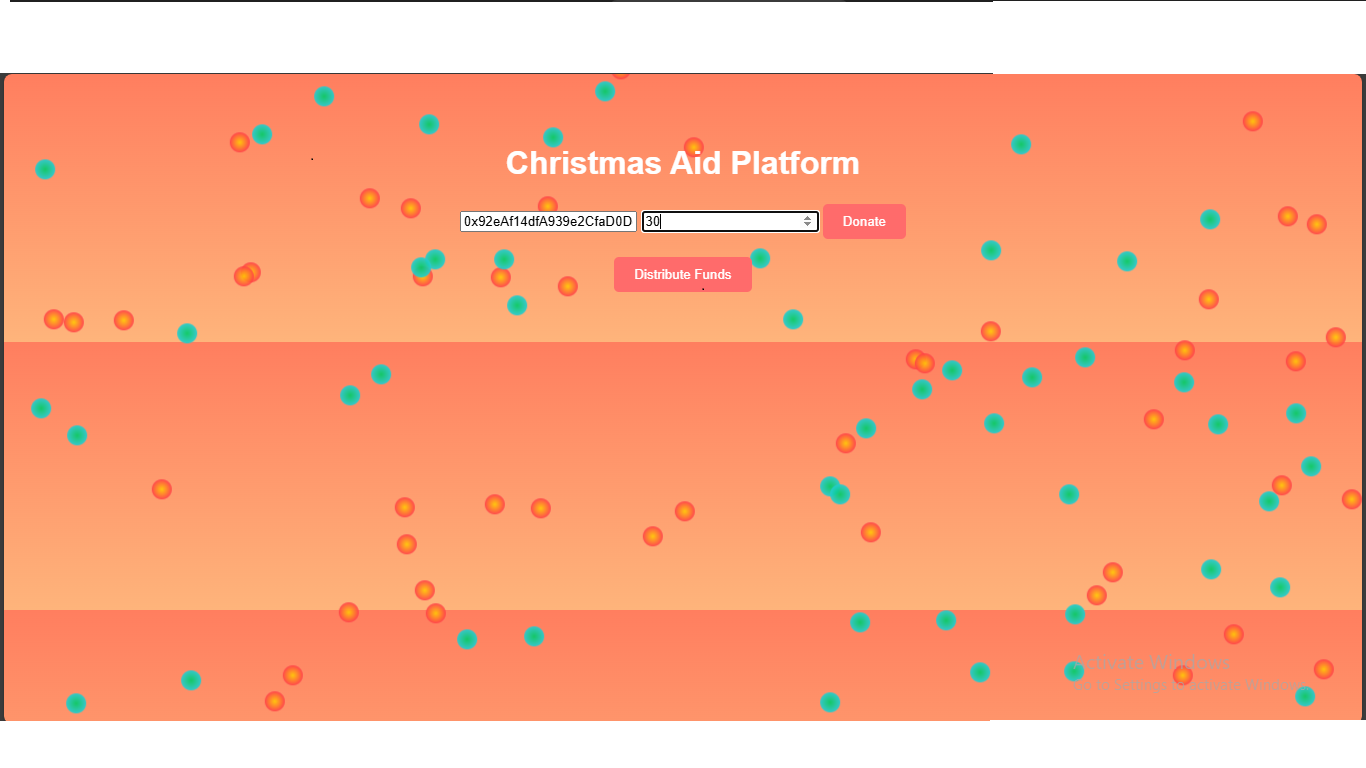 Christmas Aid Platform
0x92eAf14dfA939e2CfaD0D
30
Donate
Distribute Funds
Activate Windows
Go to Settings to activate Windows.